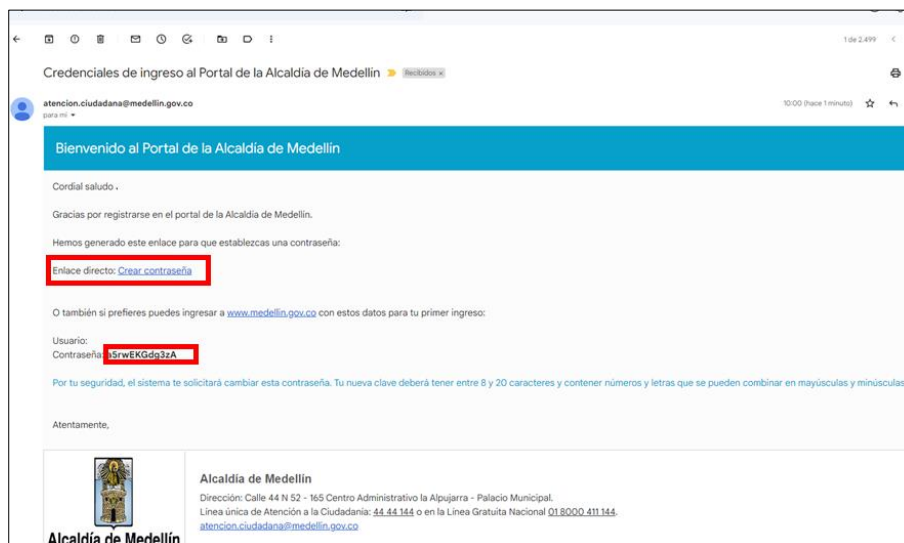 1 de 2.499
Credenciales de ingreso al Portal de la Alcaldía de Medellín Recibidos x
atencion.ciudadana@medellin.gov.co 10:00 (hace 1 minuto)
para mi
Bienvenido al Portal de la Alcaldía de Medellín
Cordial saludo .
Gracias por registrarse en el portal de la Alcaldía de Medellín.
Hemos generado este enlace para que establezcas una contraseña:
Enlace directo: Crear contraseña
O también si prefieres puedes ingresar a www.medellin.gov.co con estos datos para tu primer ingreso:
Usuario:
Contraseña: a5rwEKGdg3zA
Por tu seguridad, el sistema te solicitará cambiar esta contraseña. Tu nueva clave deberá tener entre 8 y 20 caracteres y contener números y letras que se pueden combinar en mayúsculas y minúsculas
Atentamente,
Alcaldía de Medellín
Dirección: Calle 44 N 52 - 165 Centro Administrativo la Alpujarra - Palacio Municipal.
Línea única de Atención a la Ciudadanía: 44 44 144 o en la Línea Gratuita Nacional 01 8000 411 144.
atencion.ciudadana@medellin.gov.co
Alcaldía de Medellín